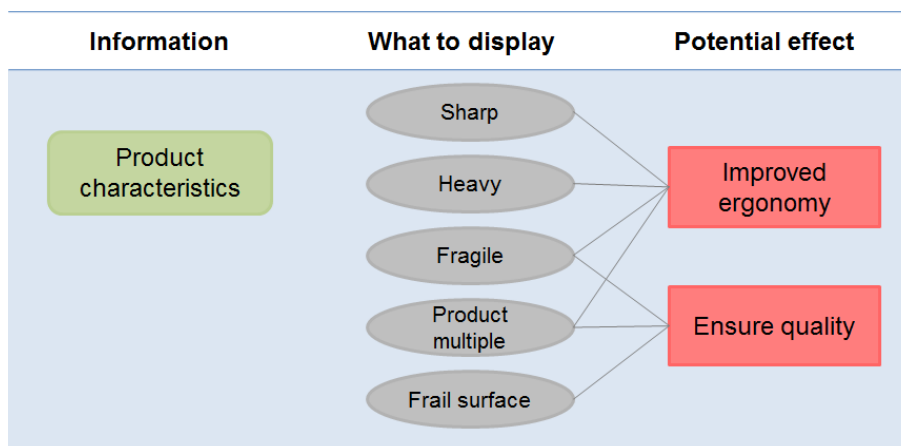 Information
What to display
Potential effect
Product
characteristics
Sharp
Heavy
Fragile
Product
multiple
Frail surface
Improved
ergonomy
Ensure quality